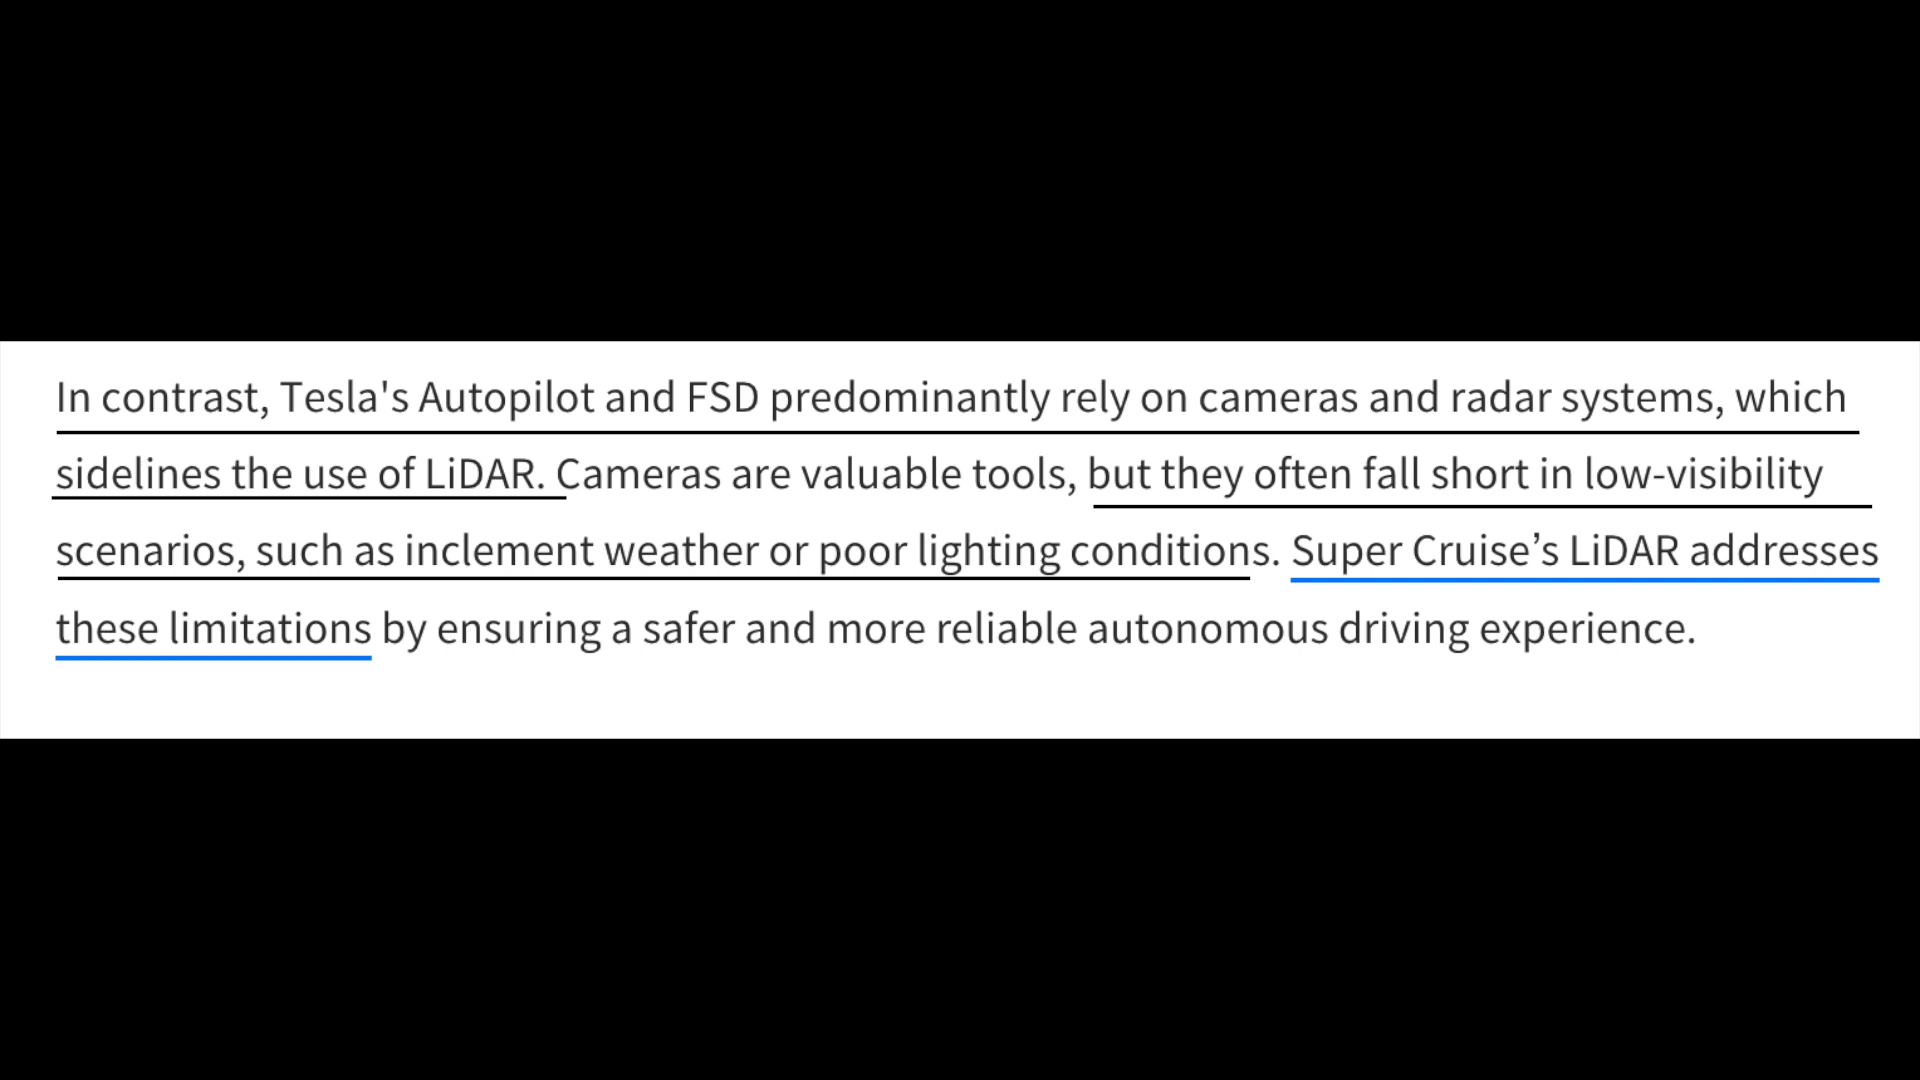 In contrast, Tesla's Autopilot and FSD predominantly rely on cameras and radar systems, which
sidelines the use of LiDAR. Cameras are valuable tools, but they often fall short in low-visibility
scenarios, such as inclement weather or poor lighting conditions. Super Cruise’s LiDAR addresses
these limitations by ensuring a safer and more reliable autonomous driving experience.